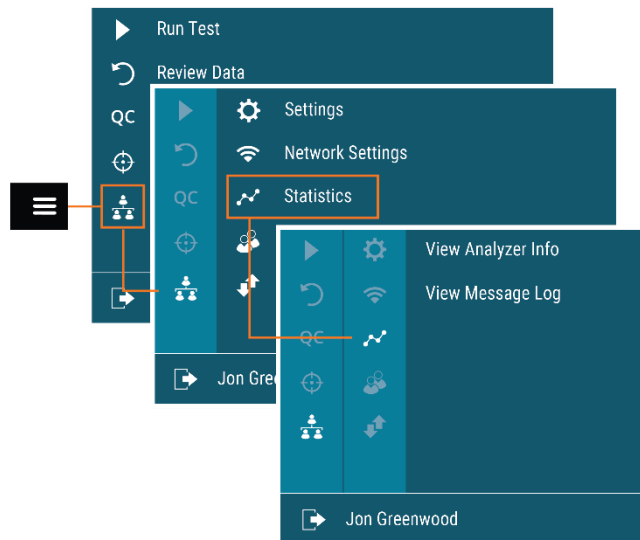 Run Test
Review Data
QC
QC
Settings
Network Settings
Statistics
Jon Gree
QC
View Analyzer Info
View Message Log
Jon Greenwood